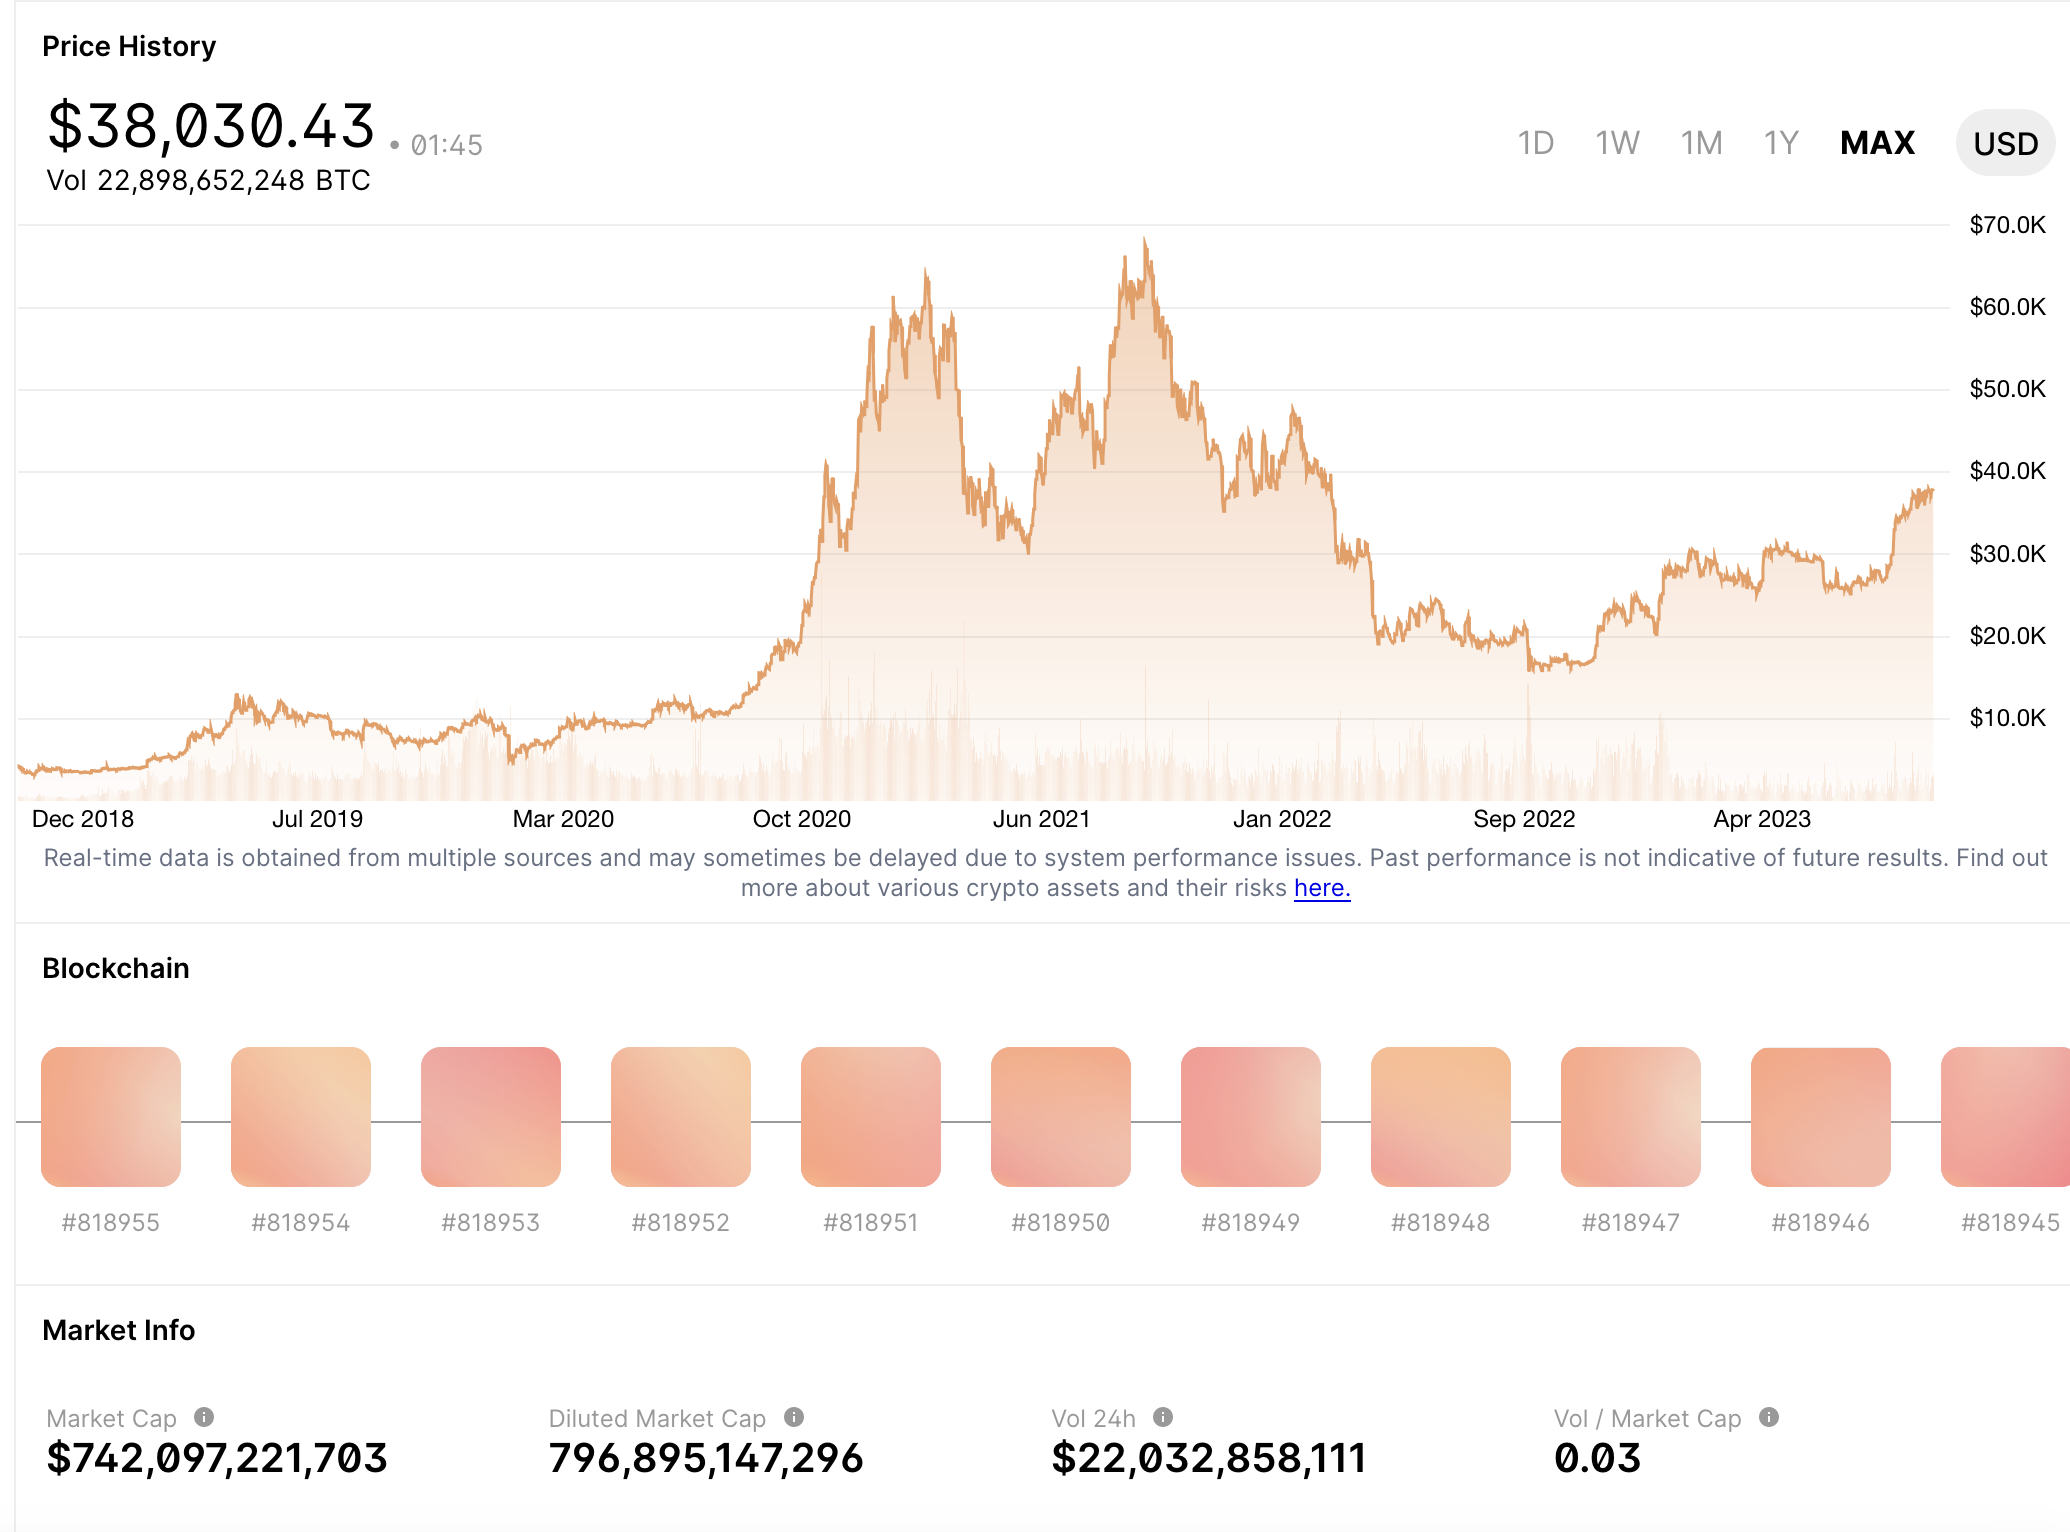 Price History
$38,030.43 • 01:45
1D 1W 1M 1Y MAX USD
Vol 22,898,652,248 BTC
$70.0K
$60.0K
$50.0K
$40.0K
$30.0K
$20.0K
$10.0K
Dec 2018 Jul 2019 Mar 2020 Oct 2020 Jun 2021 Jan 2022 Sep 2022 Apr 2023
Real-time data is obtained from multiple sources and may sometimes be delayed due to system performance issues. Past performance is not indicative of future results. Find out
more about various crypto assets and their risks here.
Blockchain
#818955 #818954 #818953 #818952 #818951 #818950 #818949 #818948 #818947 #818946 #818945
Market Info
Market Cap Diluted Market Cap Vol 24h Vol / Market Cap
$742,097,221,703 796,895,147,296 $22,032,858,111 0.03